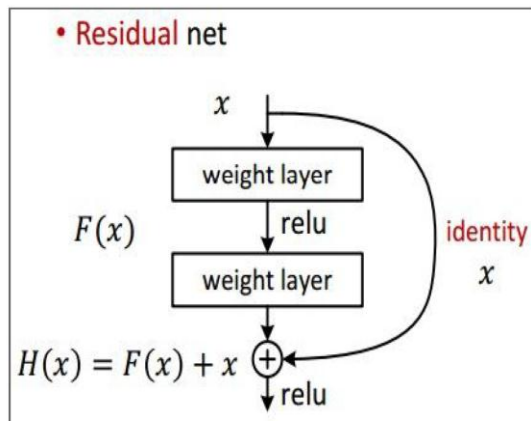 • Residual net
x
weight layer
relu
F(x)
identity
x
weight layer
H(x) = F(x) + x +
relu